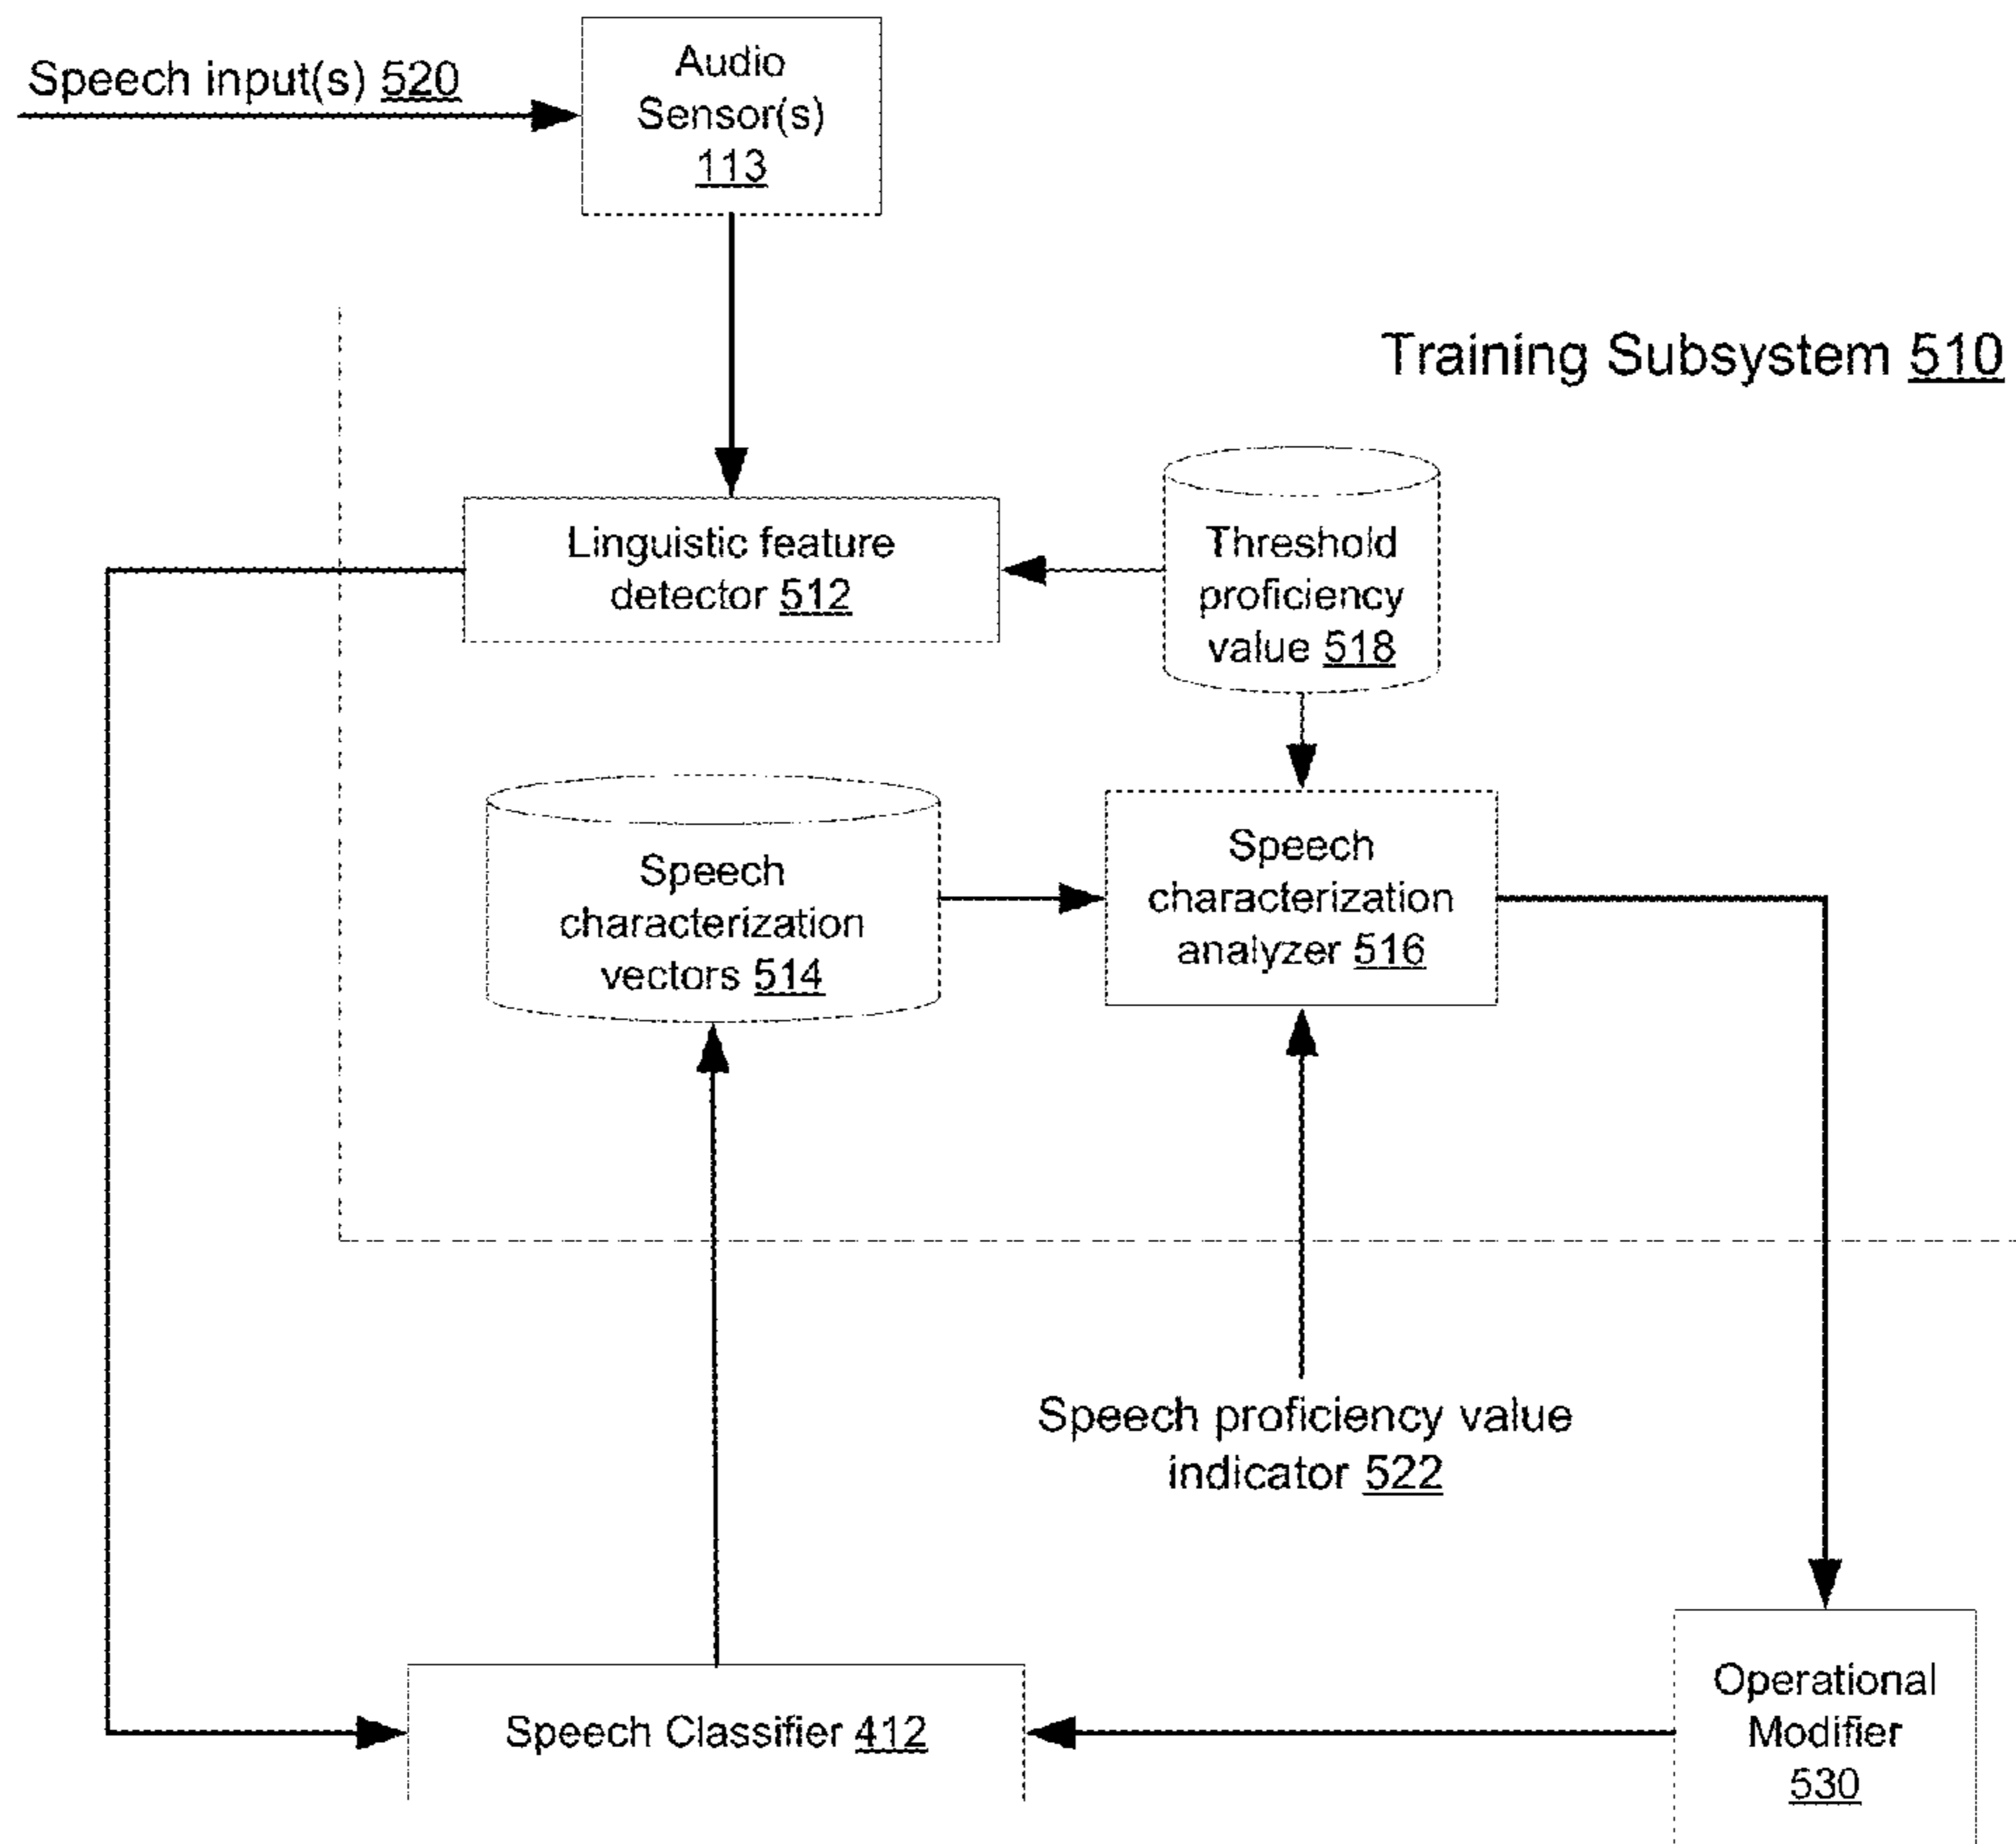 Speech input(s) 520
Audio
Sensor(s)
113
Training Subsystem 510
Linguistic feature
detector 512
Threshold
proficiency
value 518
Speech
characterization
vectors 514
Speech
characterization
analyzer 516
Speech proficiency value
indicator 522
Speech Classifier 412
Operational
Modifier
530